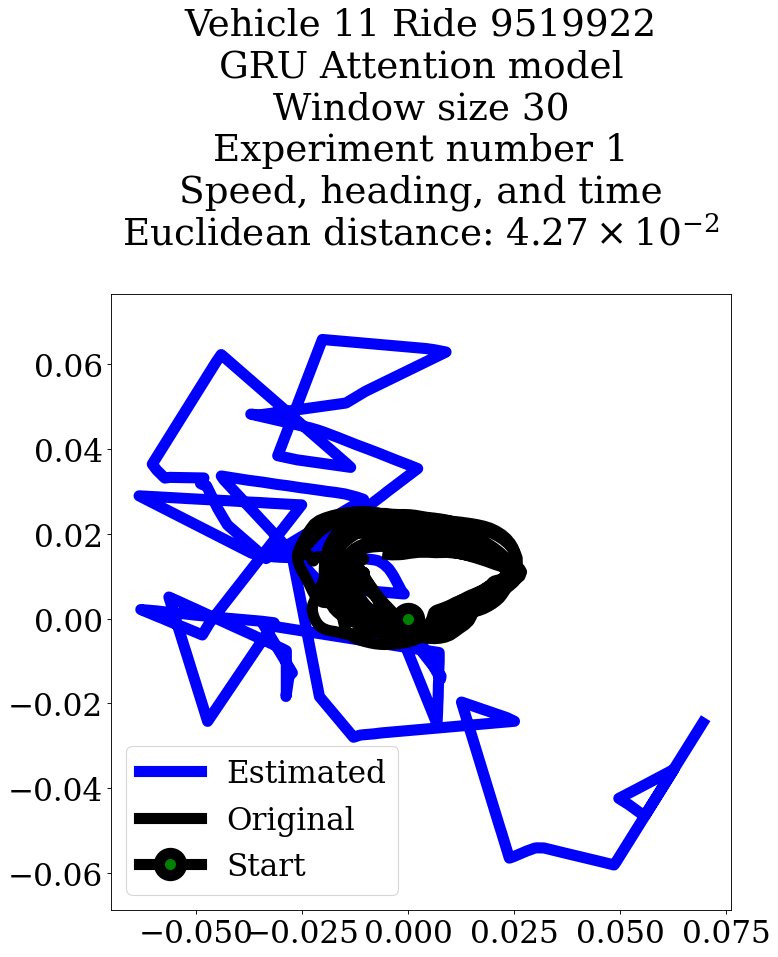 Vehicle 11 Ride 9519922
GRU Attention model
Window size 30
Experiment number 1
Speed, heading, and time
Euclidean distance: 4.27 × 10⁻²
0.06
0.04
0.02
0.00
−0.02
−0.04
−0.06
Estimated
Original
Start
−0.050 −0.025 0.000 0.025 0.050 0.075